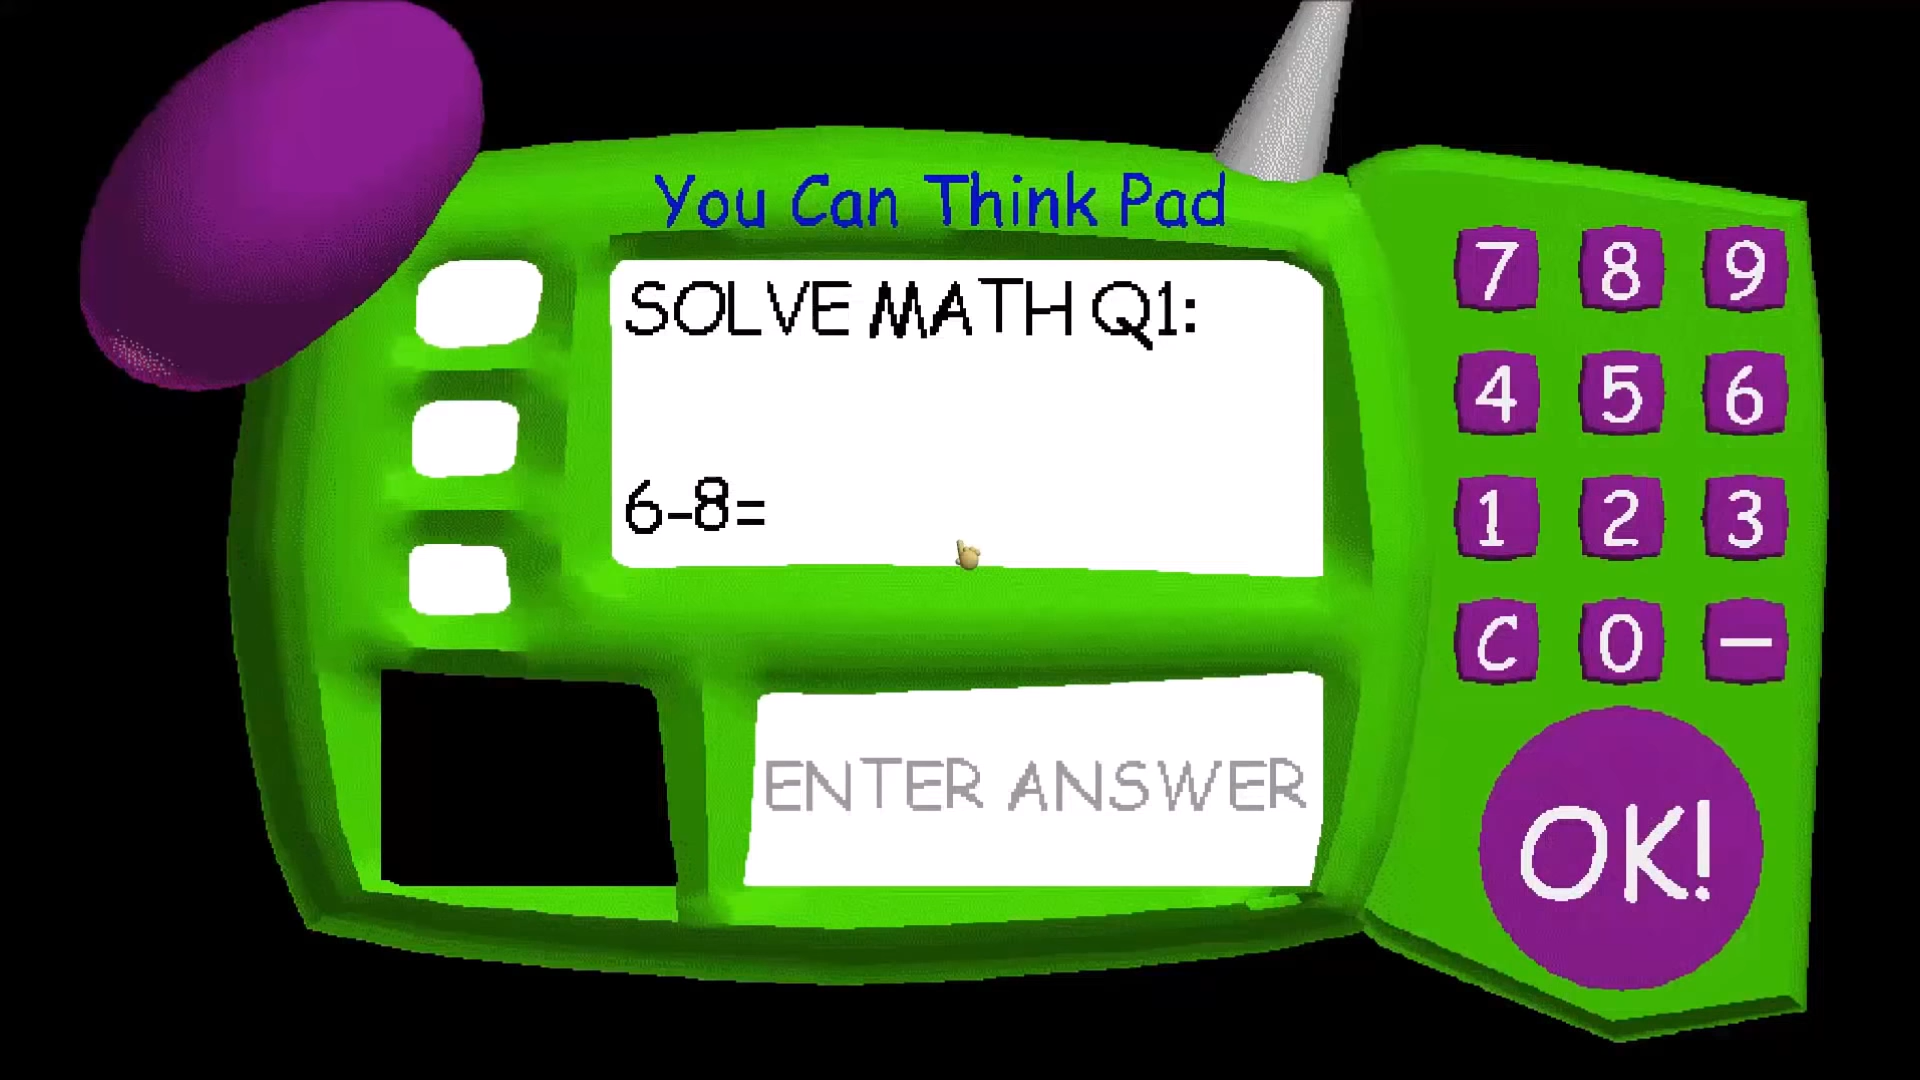 You Can Think Pad
SOLVE MATH Q1:
6-8=
ENTER ANSWER
7 8 9
4 5 6
1 2 3
C 0 -
OK!